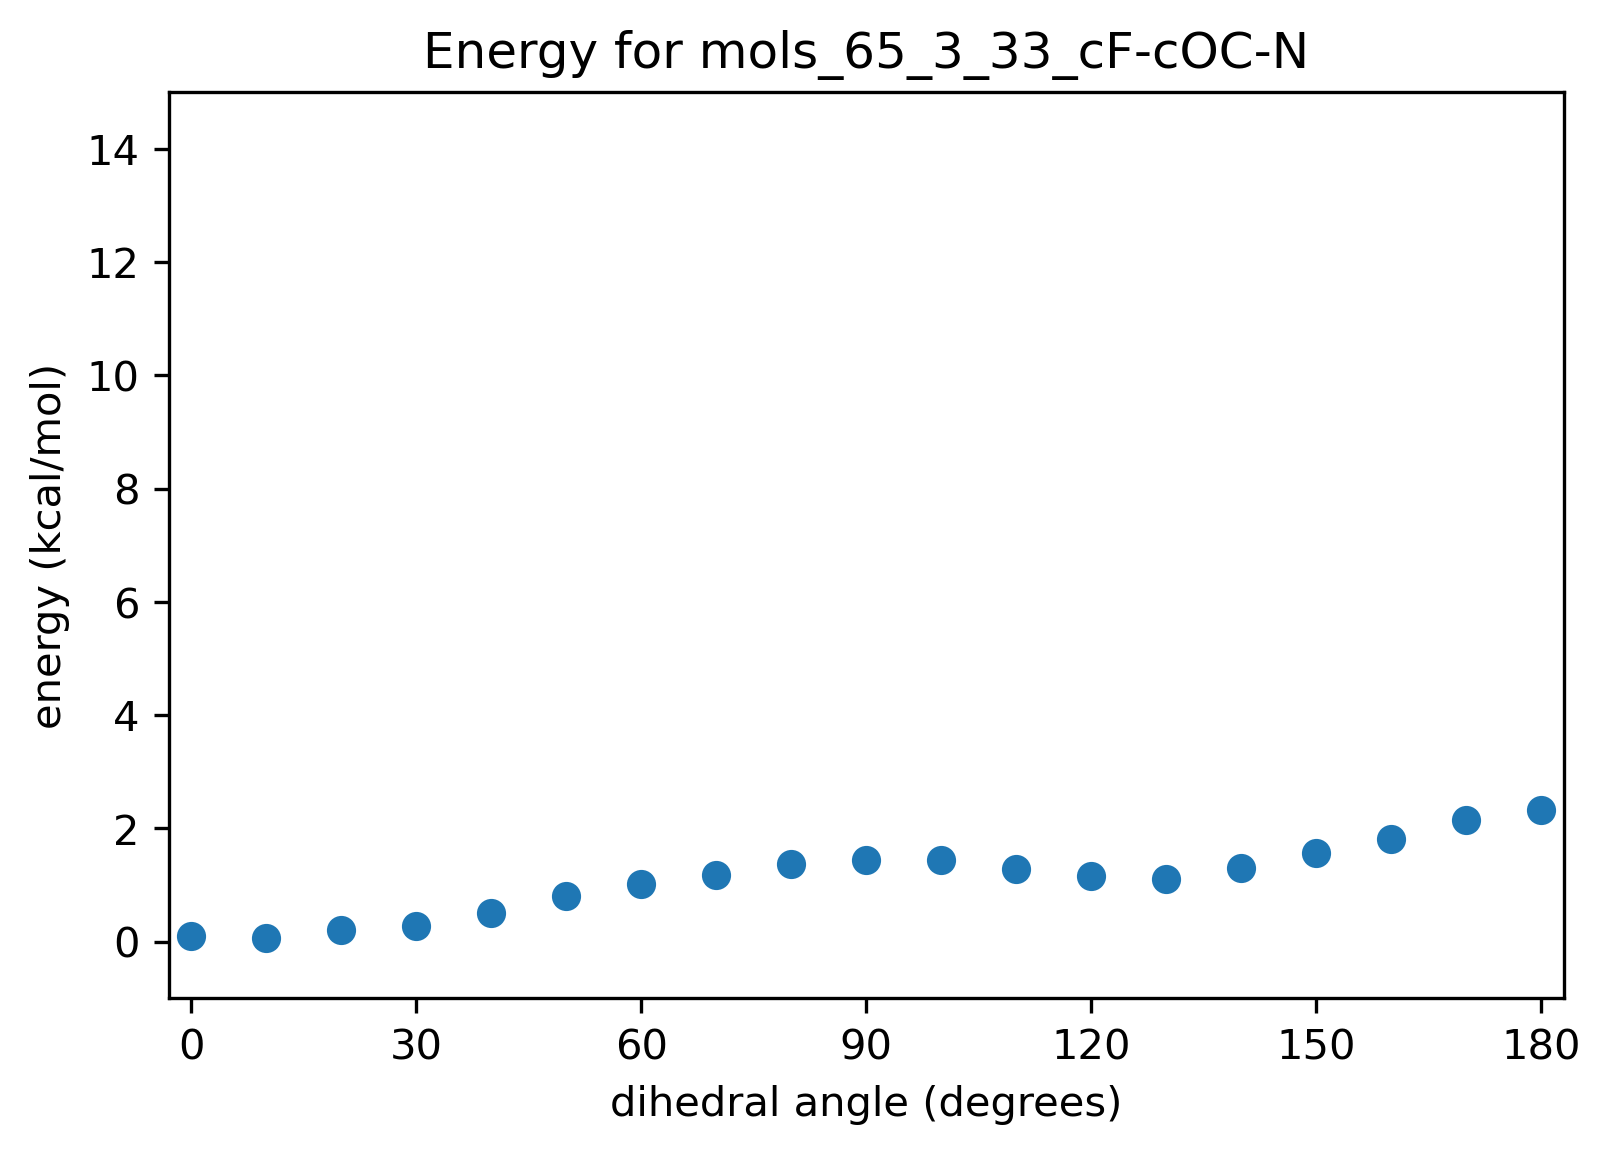 Energy for mols_65_3_33_cF-cOC-N
14
12
10
8
6
4
2
0
energy (kcal/mol)
0 30 60 90 120 150 180
dihedral angle (degrees)